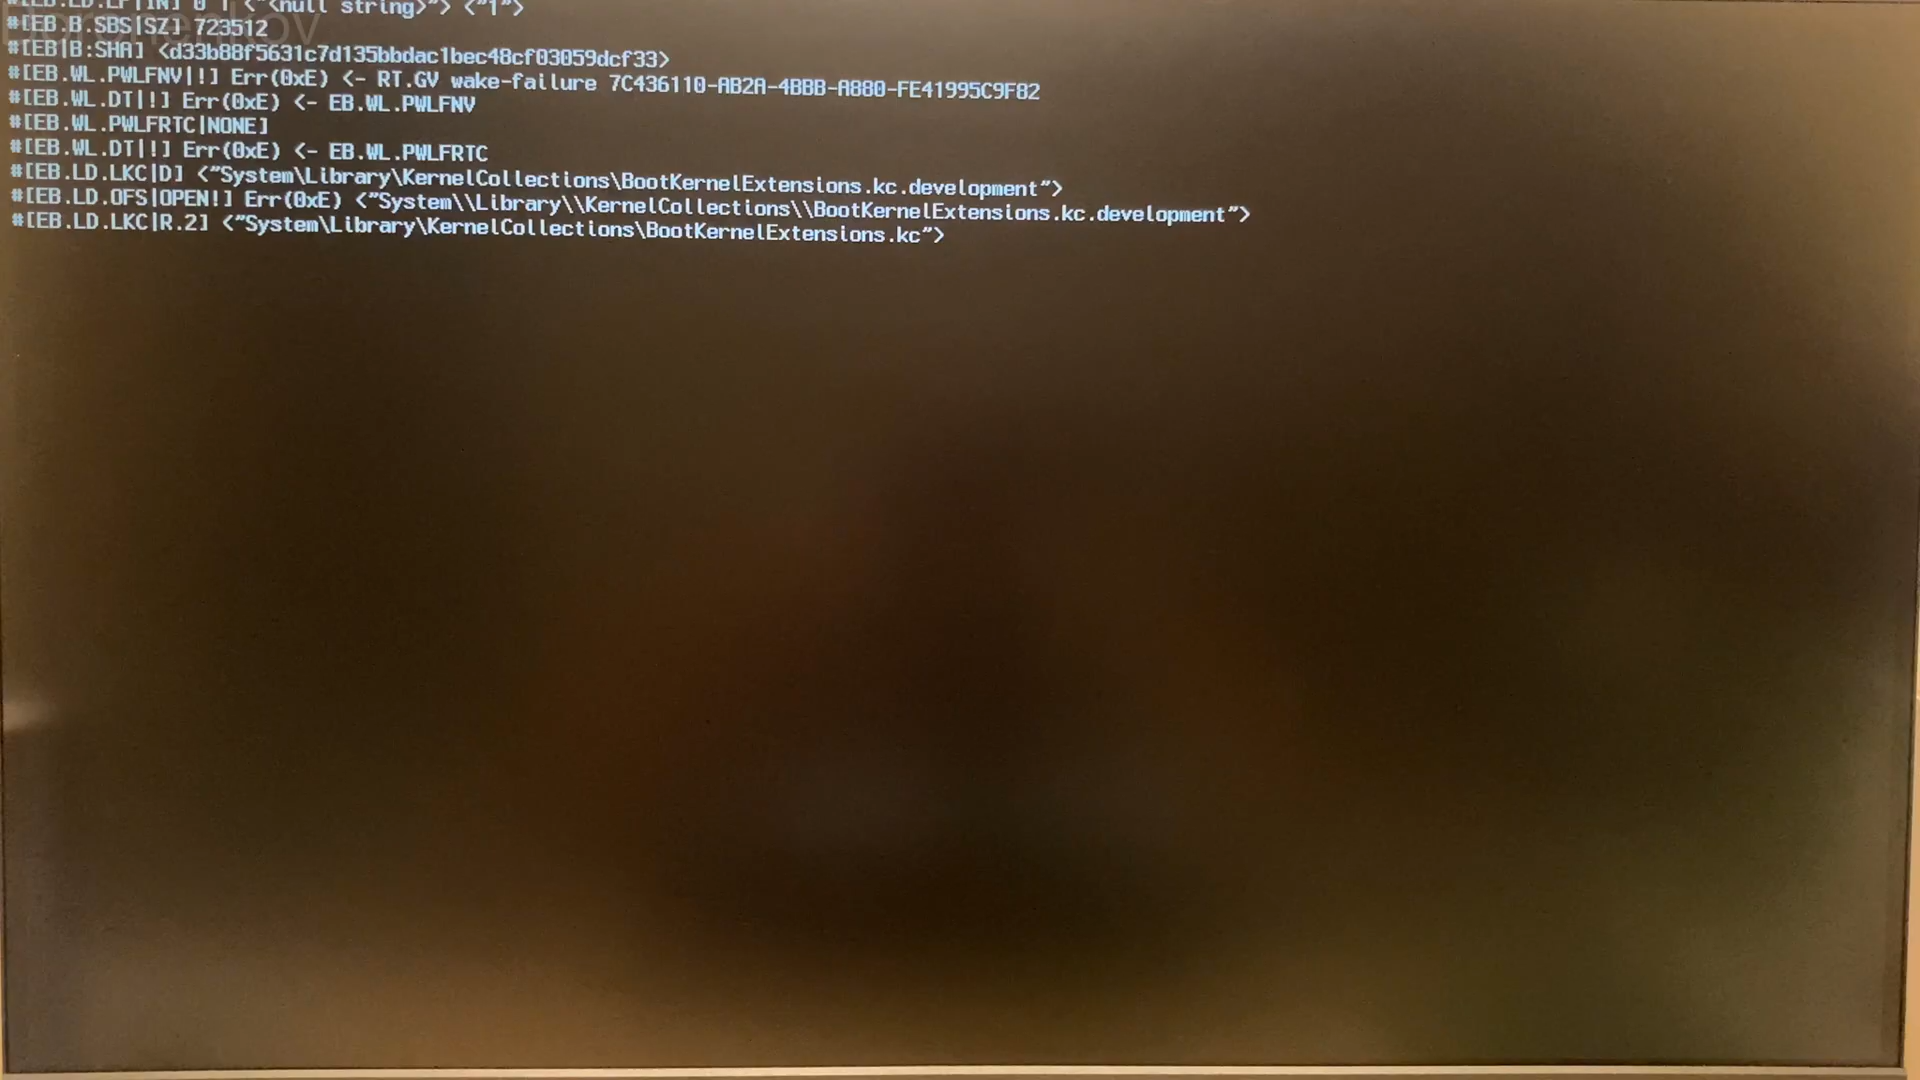 #[EB.LD.LF|IN] 0 1 <"<null string>"> <"1">
#[EB.B.SBS|SZ] 723512
#[EB|B:SHA] <d33b88f5631c7d135bbdac1bec48cf03059dcf33>
#[EB.WL.PWLFNV|!] Err(0xE) <- RT.GV wake-failure 7C436110-AB2A-4BBB-A880-FE41995C9F82
#[EB.WL.DT|!] Err(0xE) <- EB.WL.PWLFNV
#[EB.WL.PWLFRTC|NONE]
#[EB.WL.DT|!] Err(0xE) <- EB.WL.PWLFRTC
#[EB.LD.LKC|D] <"System\Library\KernelCollections\BootKernelExtensions.kc.development">
#[EB.LD.OFS|OPEN!] Err(0xE) <"System\\Library\\KernelCollections\\BootKernelExtensions.kc.development">
#[EB.LD.LKC|R.2] <"System\Library\KernelCollections\BootKernelExtensions.kc">